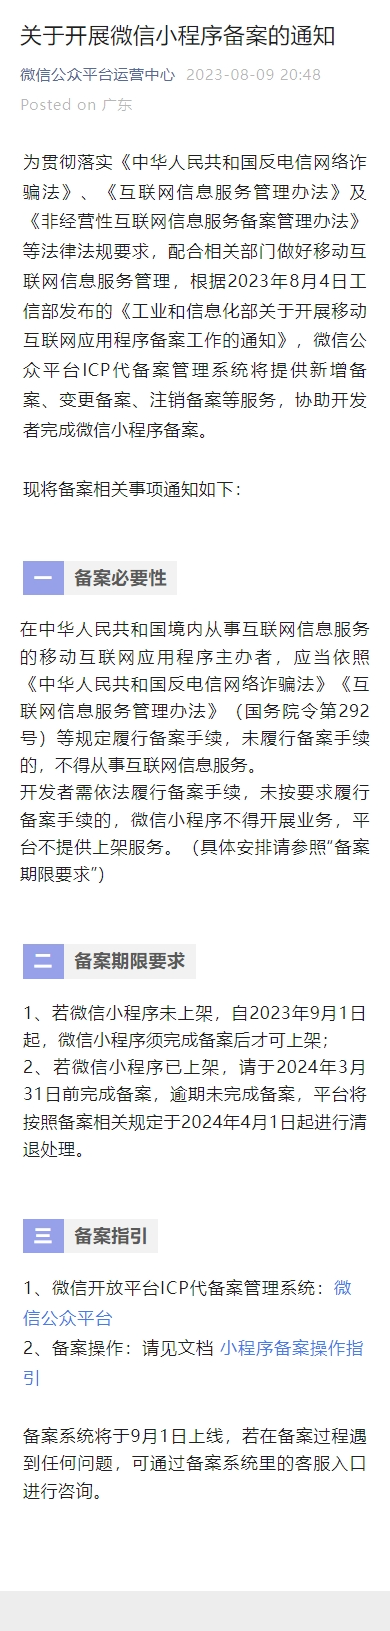 关于开展微信小程序备案的通知
微信公众平台运营中心 2023-08-09 20:48
Posted on 广东
为贯彻落实《中华人民共和国反电信网络诈
骗法》、《互联网信息服务管理办法》及
《非经营性互联网信息服务备案管理办法》
等法律法规要求，配合相关部门做好移动互
联网信息服务管理，根据2023年8月4日工
信部发布的《工业和信息化部关于开展移动
互联网应用程序备案工作的通知》，微信公
众平台ICP代备案管理系统将提供新增备
案、变更备案、注销备案等服务，协助开发
者完成微信小程序备案。
现将备案相关事项通知如下：
一 备案必要性
在中华人民共和国境内从事互联网信息服务
的移动互联网应用程序主办者，应当依照
《中华人民共和国反电信网络诈骗法》《互
联网信息服务管理办法》（国务院令第292
号）等规定履行备案手续，未履行备案手续
的，不得从事互联网信息服务。
开发者需依法履行备案手续，未按要求履行
备案手续的，微信小程序不得开展业务，平
台不提供上架服务。（具体安排请参照“备案
期限要求”）
二 备案期限要求
1、若微信小程序未上架，自2023年9月1日
起，微信小程序须完成备案后才可上架；
2、若微信小程序已上架，请于2024年3月
31日前完成备案，逾期未完成备案，平台将
按照备案相关规定于2024年4月1日起进行清
退处理。
三 备案指引
1、微信开放平台ICP代备案管理系统：微
信公众平台
2、备案操作：请见文档 小程序备案操作指
引
备案系统将于9月1日上线，若在备案过程遇
到任何问题，可通过备案系统里的客服入口
进行咨询。